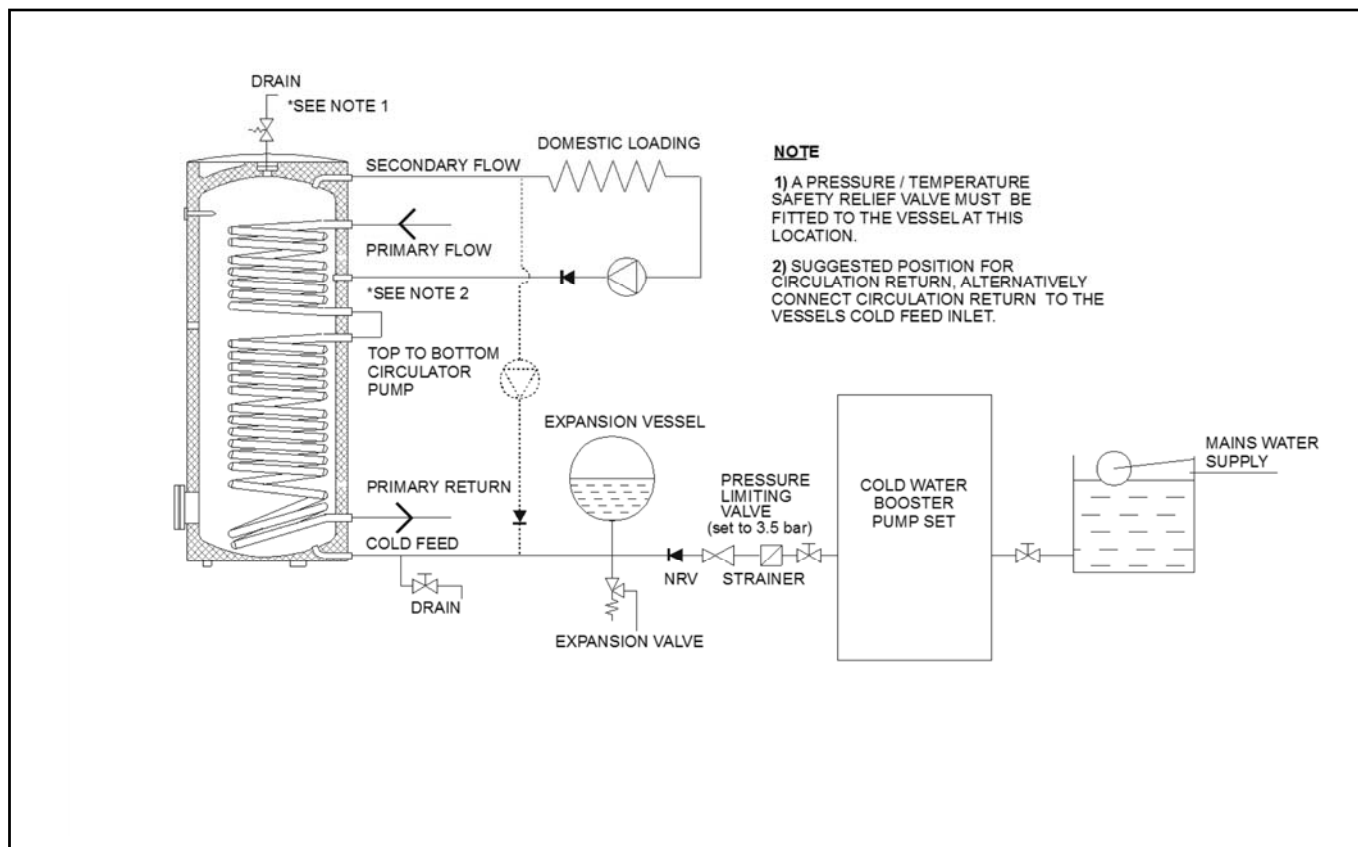 DRAIN
*SEE NOTE 1
SECONDARY FLOW
DOMESTIC LOADING
PRIMARY FLOW
*SEE NOTE 2
TOP TO BOTTOM
CIRCULATOR
PUMP
PRIMARY RETURN
COLD FEED
DRAIN
EXPANSION VESSEL
EXPANSION VALVE
NRV
PRESSURE
LIMITING
VALVE
(set to 3.5 bar)
STRAINER
COLD WATER
BOOSTER
PUMP SET
MAINS WATER
SUPPLY
NOTE
1) A PRESSURE / TEMPERATURE
SAFETY RELIEF VALVE MUST BE
FITTED TO THE VESSEL AT THIS
LOCATION.
2) SUGGESTED POSITION FOR
CIRCULATION RETURN, ALTERNATIVELY
CONNECT CIRCULATION RETURN TO THE
VESSELS COLD FEED INLET.